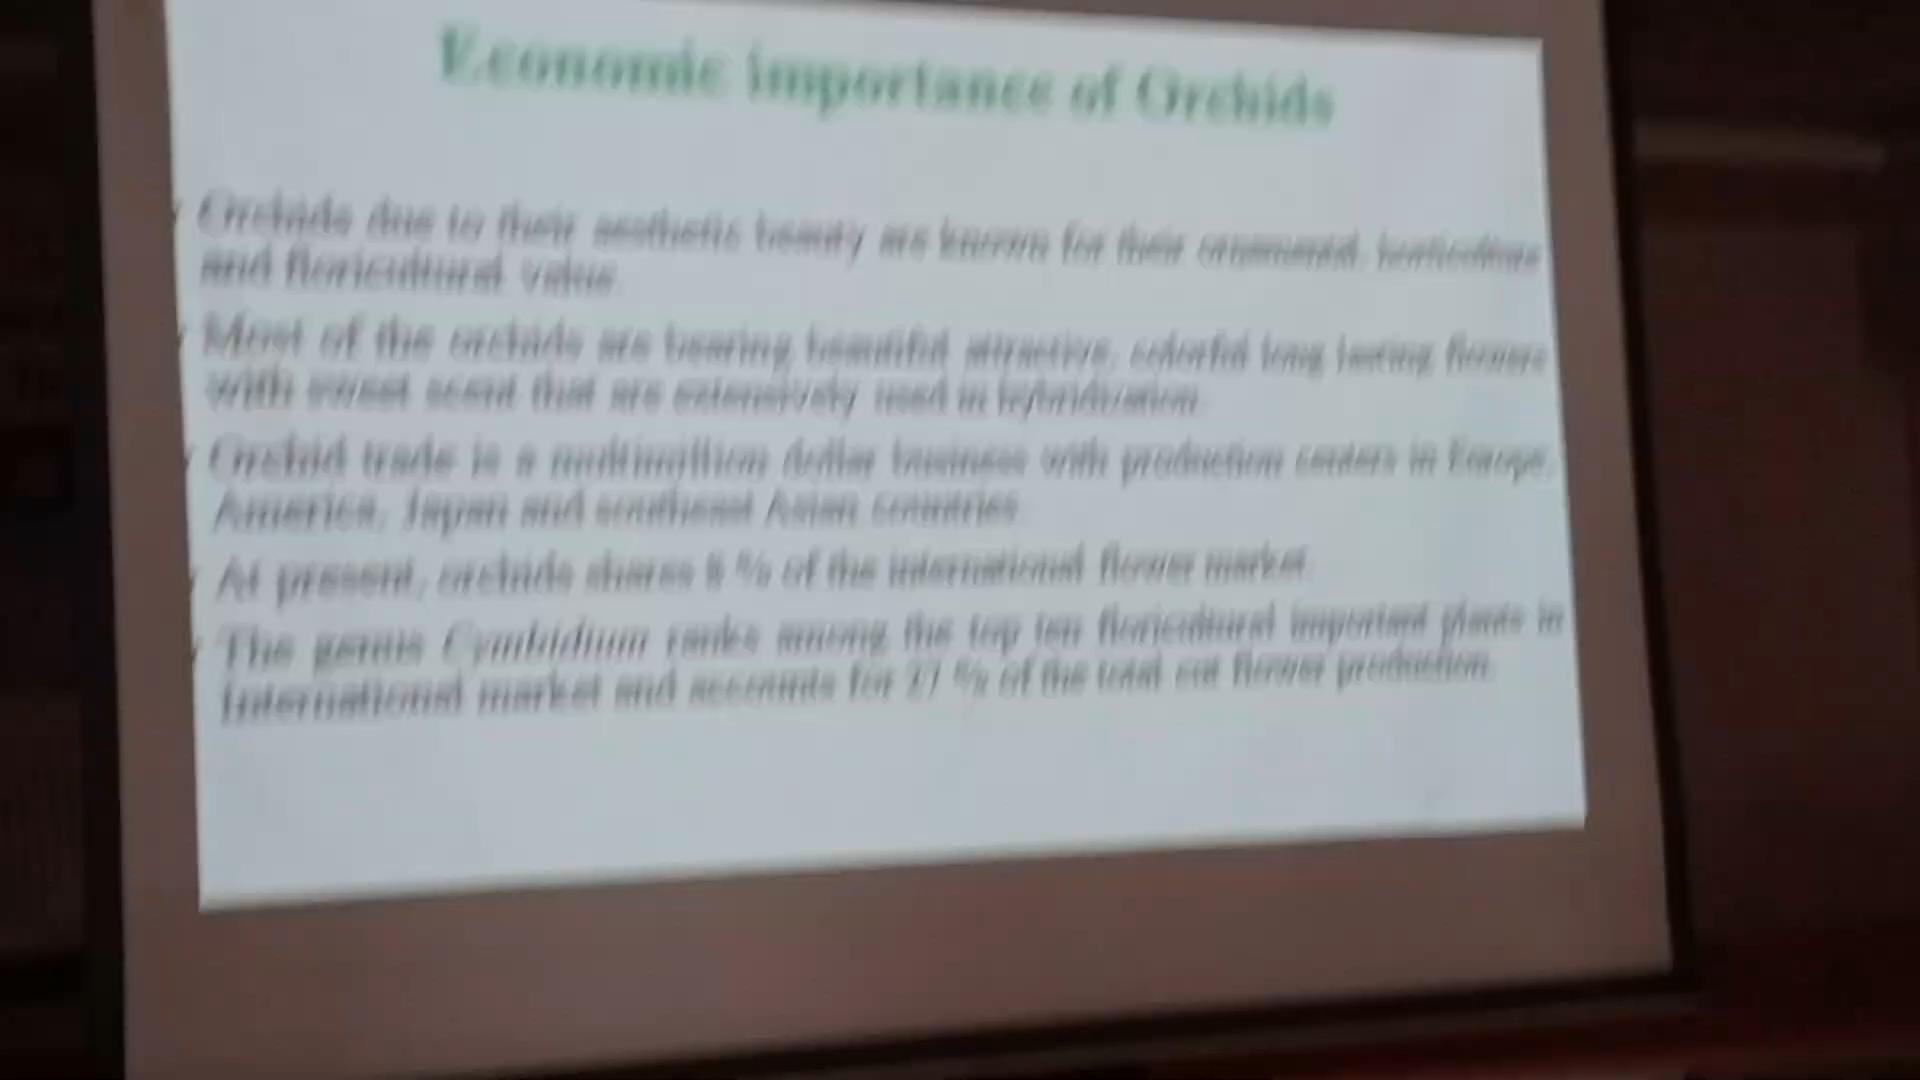 Economic importance of Orchids
Orchids due to their aesthetic beauty are known for their ornamental, horticulture
and floricultural value.
Most of the orchids are bearing beautiful attractive, colorful long lasting flowers
with sweet scent that are extensively used in hybridization.
Orchid trade is a multimillion dollar business with production centers in Europe,
America, Japan and southeast Asian countries.
At present, orchids shares 8 % of the international flower market.
The genus Cymbidium ranks among the top ten floricultural important plants in
International market and accounts for 27 % of the total cut flower production.